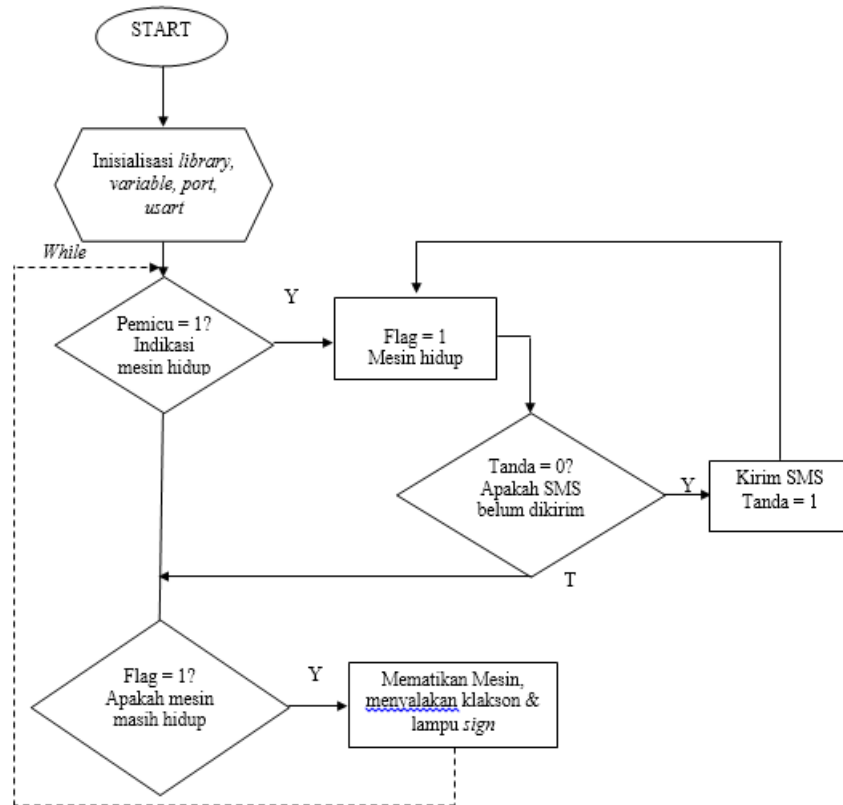 START
Inisialisasi library,
variable, port,
usart
While
Pemicu = 1?
Indikasi
mesin hidup
Y
Flag = 1
Mesin hidup
Tanda = 0?
Apakah SMS
belum dikirim
Y
Kirim SMS
Tanda = 1
T
Flag = 1?
Apakah mesin
masih hidup
Y
Mematikan Mesin,
menyalakan klakson &
lampu sign